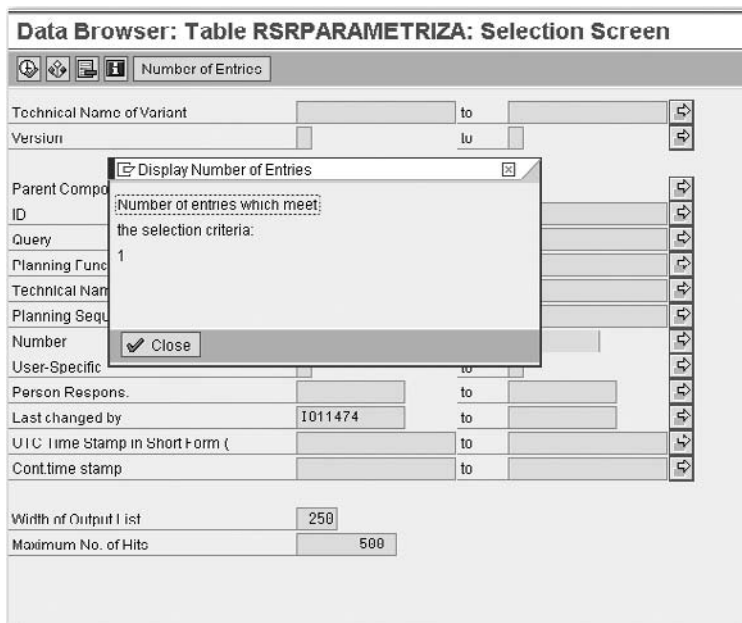 Data Browser: Table RSRPARAMETRIZA: Selection Screen
Number of Entries
Technical Name of Variant to
Version to
Display Number of Entries
Number of entries which meet
the selection criteria:
1
Close
Parent Compo
ID
Query
Planning Func
Technical Nam
Planning Sequ
Number
User-Specific to
Person Respons. to
Last changed by I011474 to
UTC Time Stamp in Short Form ( to
Cont.time stamp to
Width of Output List 250
Maximum No. of Hits 500